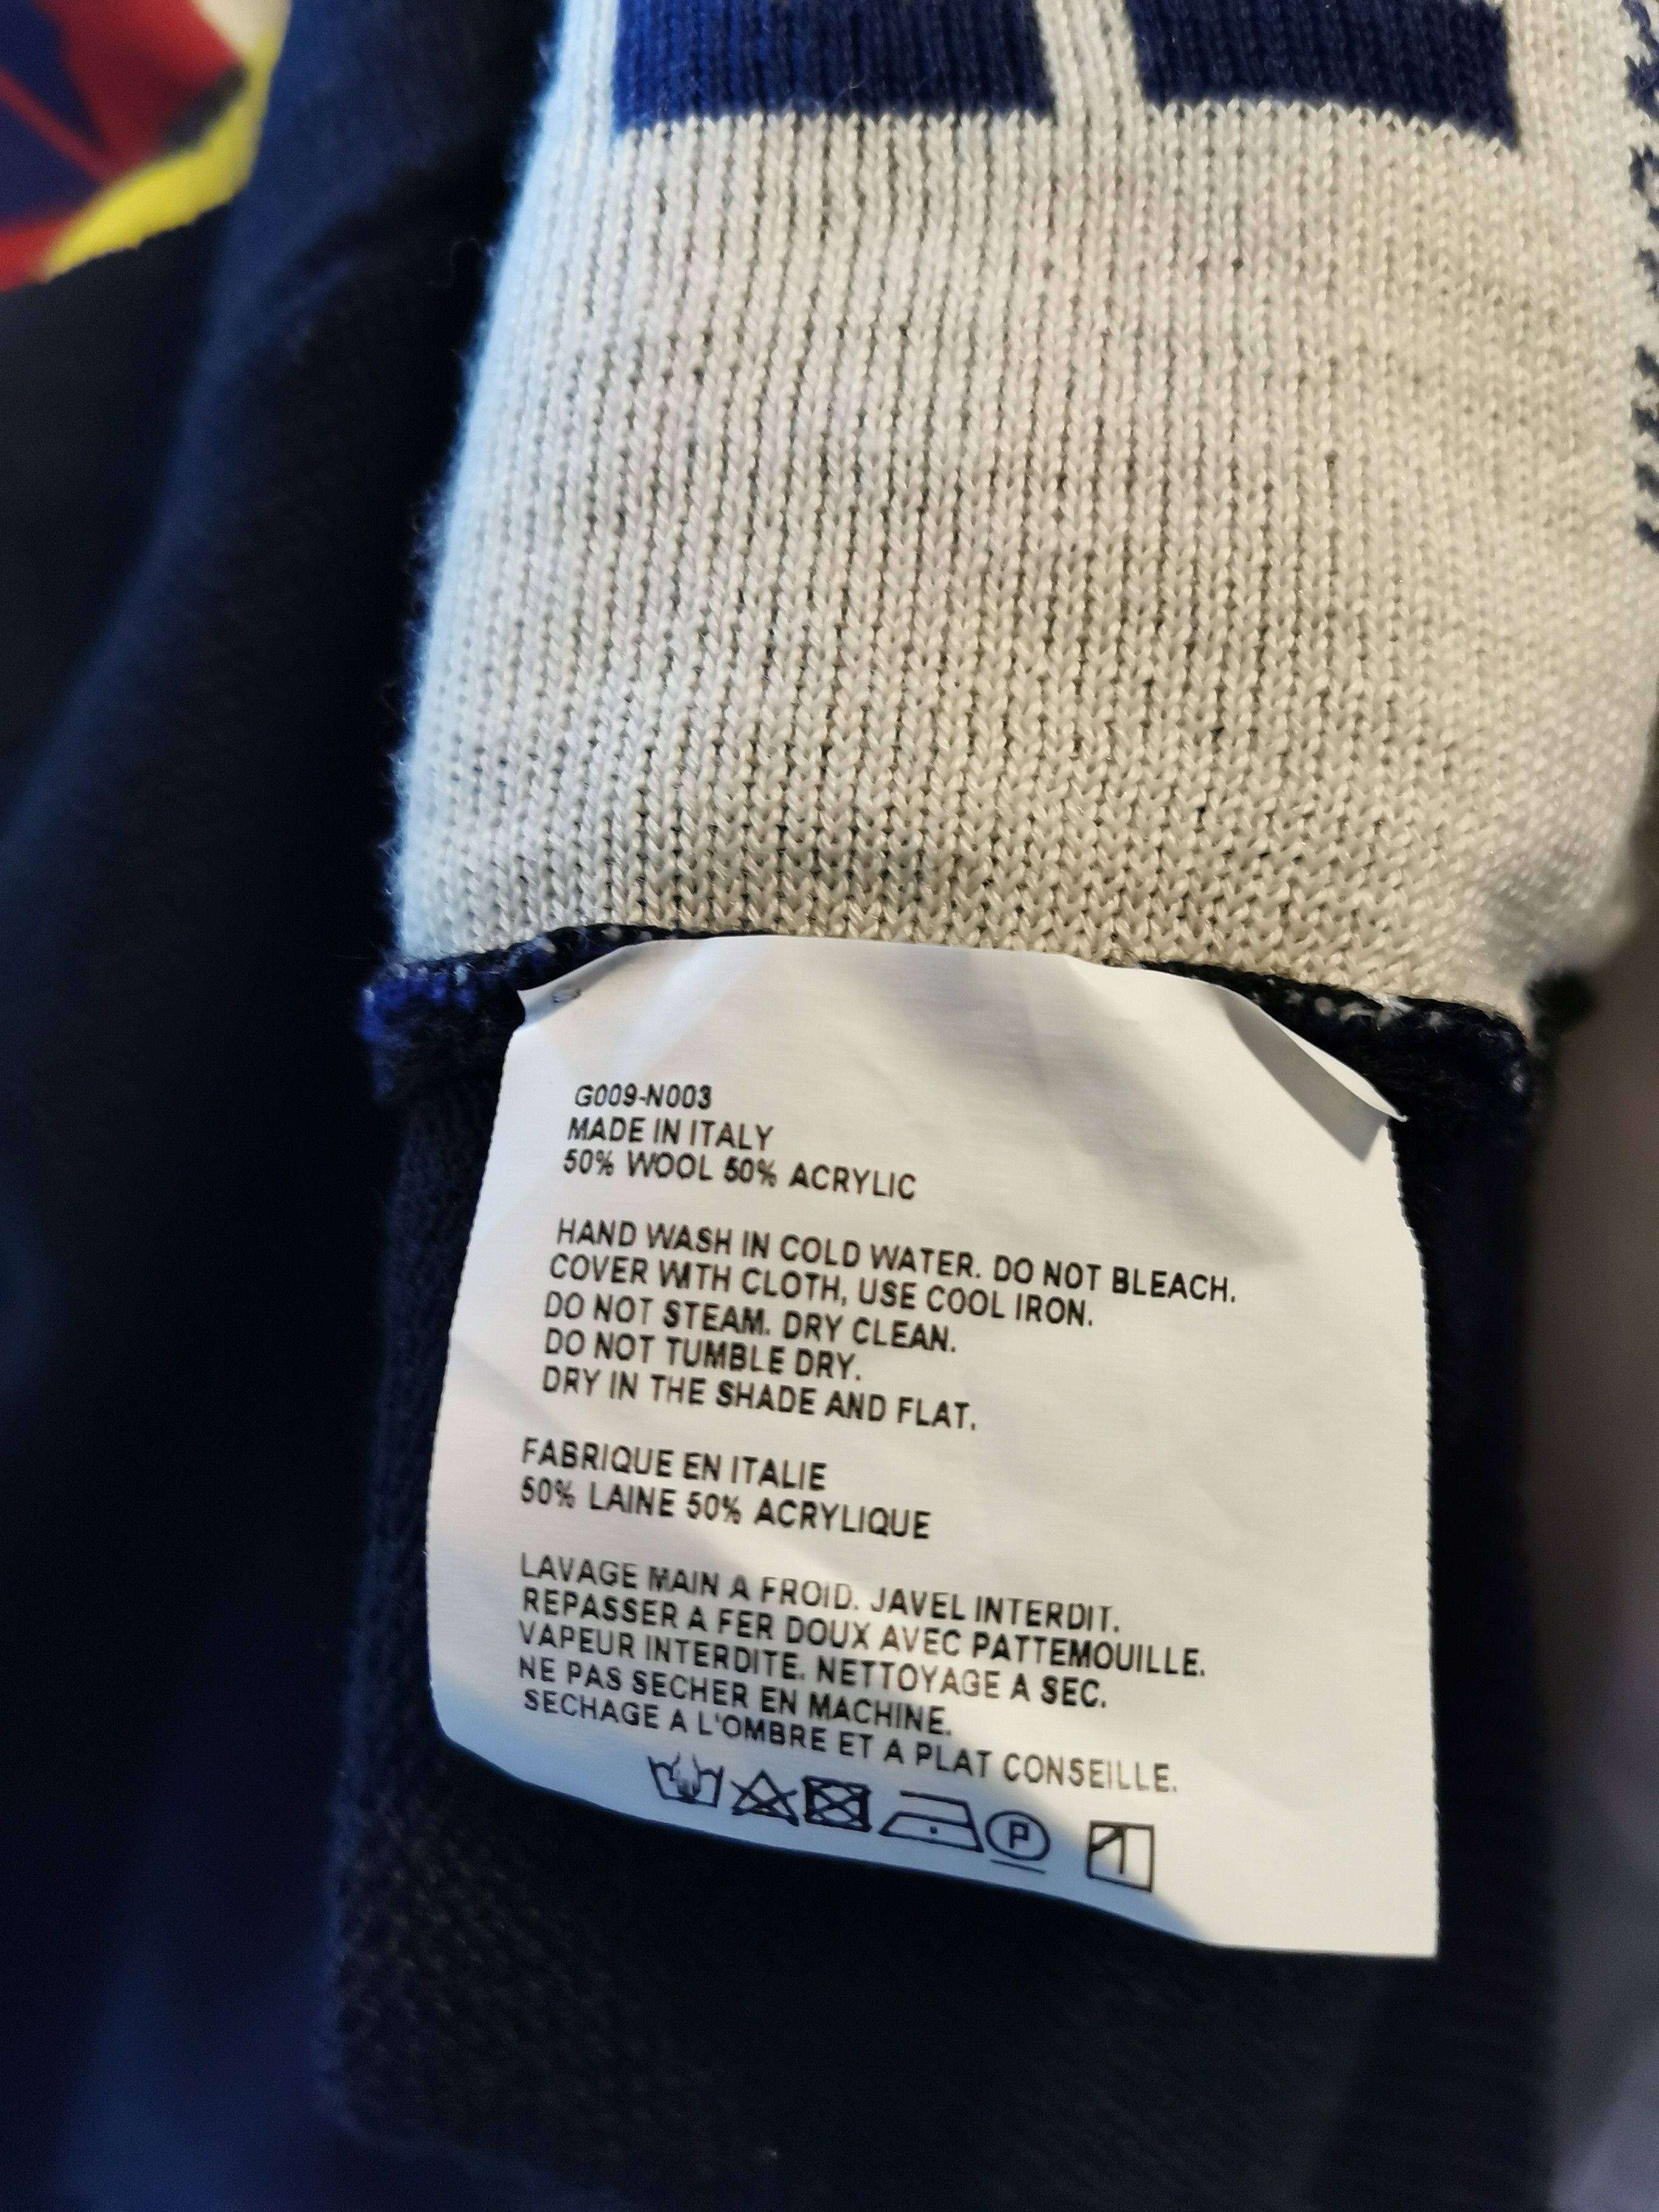 G009-N003
MADE IN ITALY
50% WOOL 50% ACRYLIC
HAND WASH IN COLD WATER. DO NOT BLEACH.
COVER WITH CLOTH, USE COOL IRON.
DO NOT STEAM. DRY CLEAN.
DO NOT TUMBLE DRY.
DRY IN THE SHADE AND FLAT.
FABRIQUE EN ITALIE
50% LAINE 50% ACRYLIQUE
LAVAGE MAIN A FROID. JAVEL INTERDIT.
REPASSER A FER DOUX AVEC PATTEMOUILLE.
VAPEUR INTERDITE. NETTOYAGE A SEC.
NE PAS SECHER EN MACHINE.
SECHAGE A L'OMBRE ET A PLAT CONSEILLE.
P